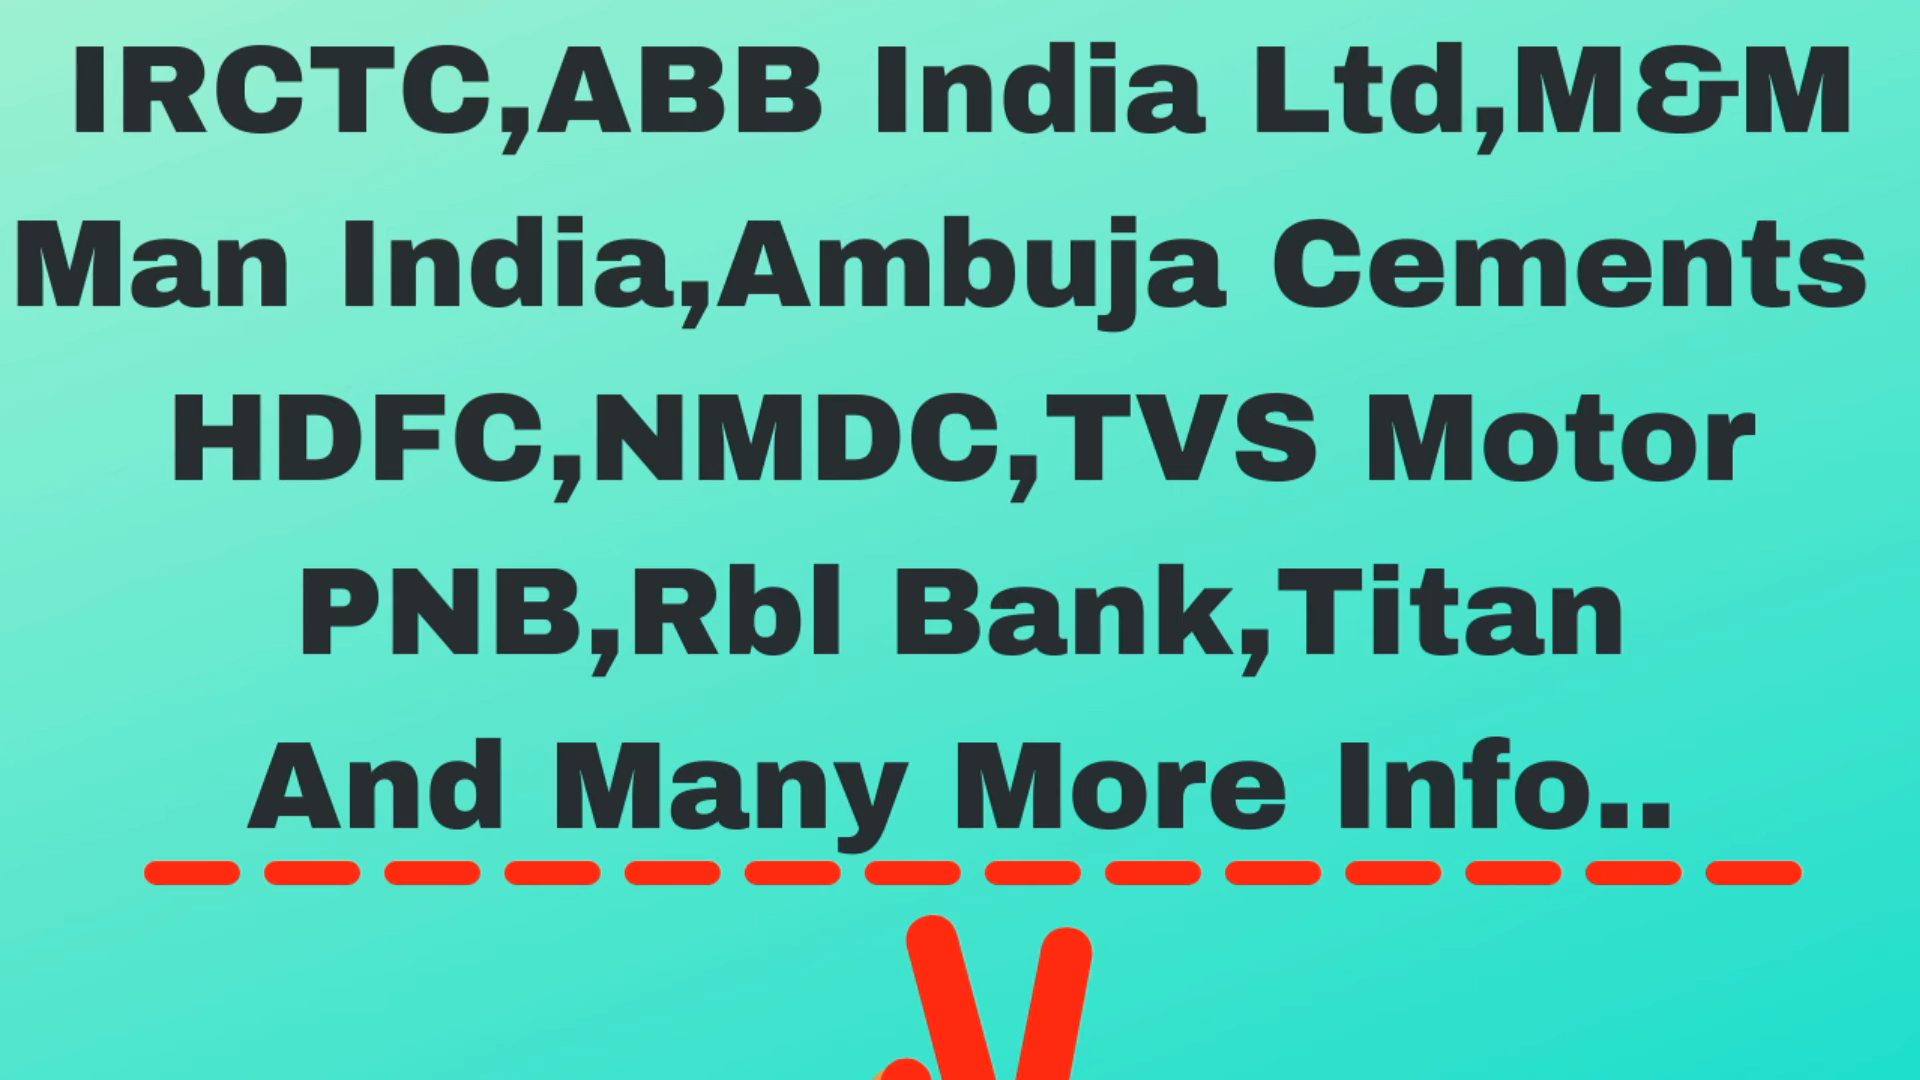 IRCTC,ABB India Ltd,M&M
Man India,Ambuja Cements
HDFC,NMDC,TVS Motor
PNB,Rbl Bank,Titan
And Many More Info..